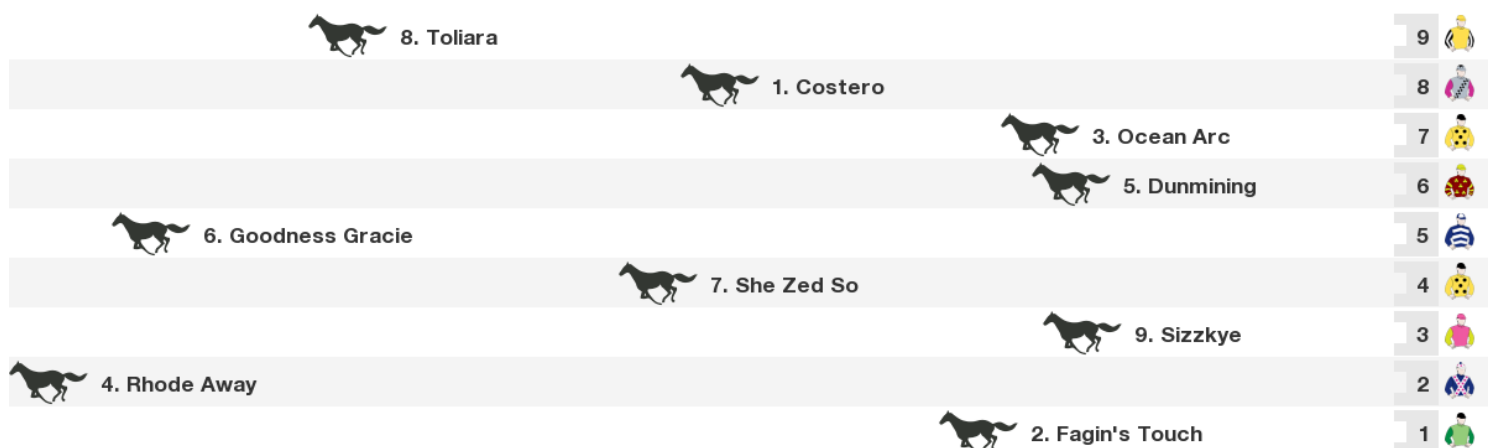 8. Toliara 9
1. Costero 8
3. Ocean Arc 7
5. Dunmining 6
6. Goodness Gracie 5
7. She Zed So 4
9. Sizzkye 3
4. Rhode Away 2
2. Fagin's Touch 1